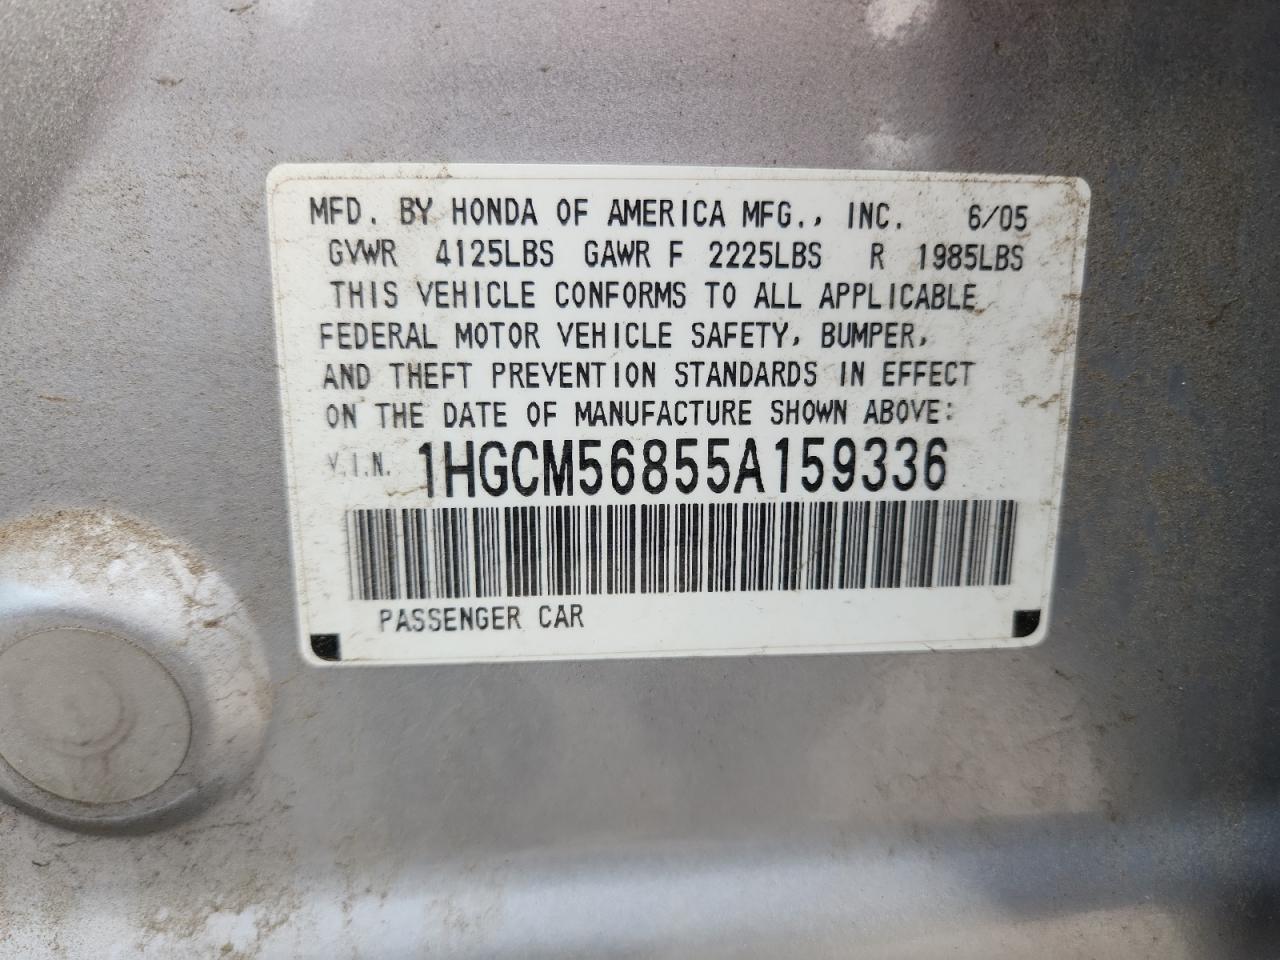 MFD. BY HONDA OF AMERICA MFG., INC. 6/05
GVWR 4125LBS GAWR F 2225LBS R 1985LBS
THIS VEHICLE CONFORMS TO ALL APPLICABLE
FEDERAL MOTOR VEHICLE SAFETY, BUMPER,
AND THEFT PREVENTION STANDARDS IN EFFECT
ON THE DATE OF MANUFACTURE SHOWN ABOVE:
V.I.N. 1HGCM56855A159336
PASSENGER CAR